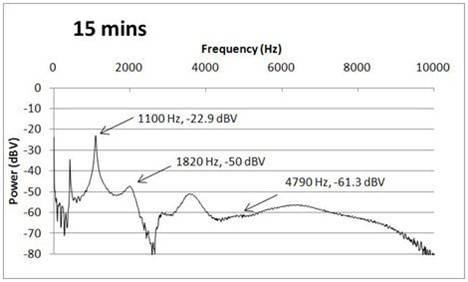 15 mins
Frequency (Hz)
0 2000 4000 6000 8000 10000
Power (dBV)
0
-10
-20
-30
-40
-50
-60
-70
-80
1100 Hz, -22.9 dBV
1820 Hz, -50 dBV
4790 Hz, -61.3 dBV